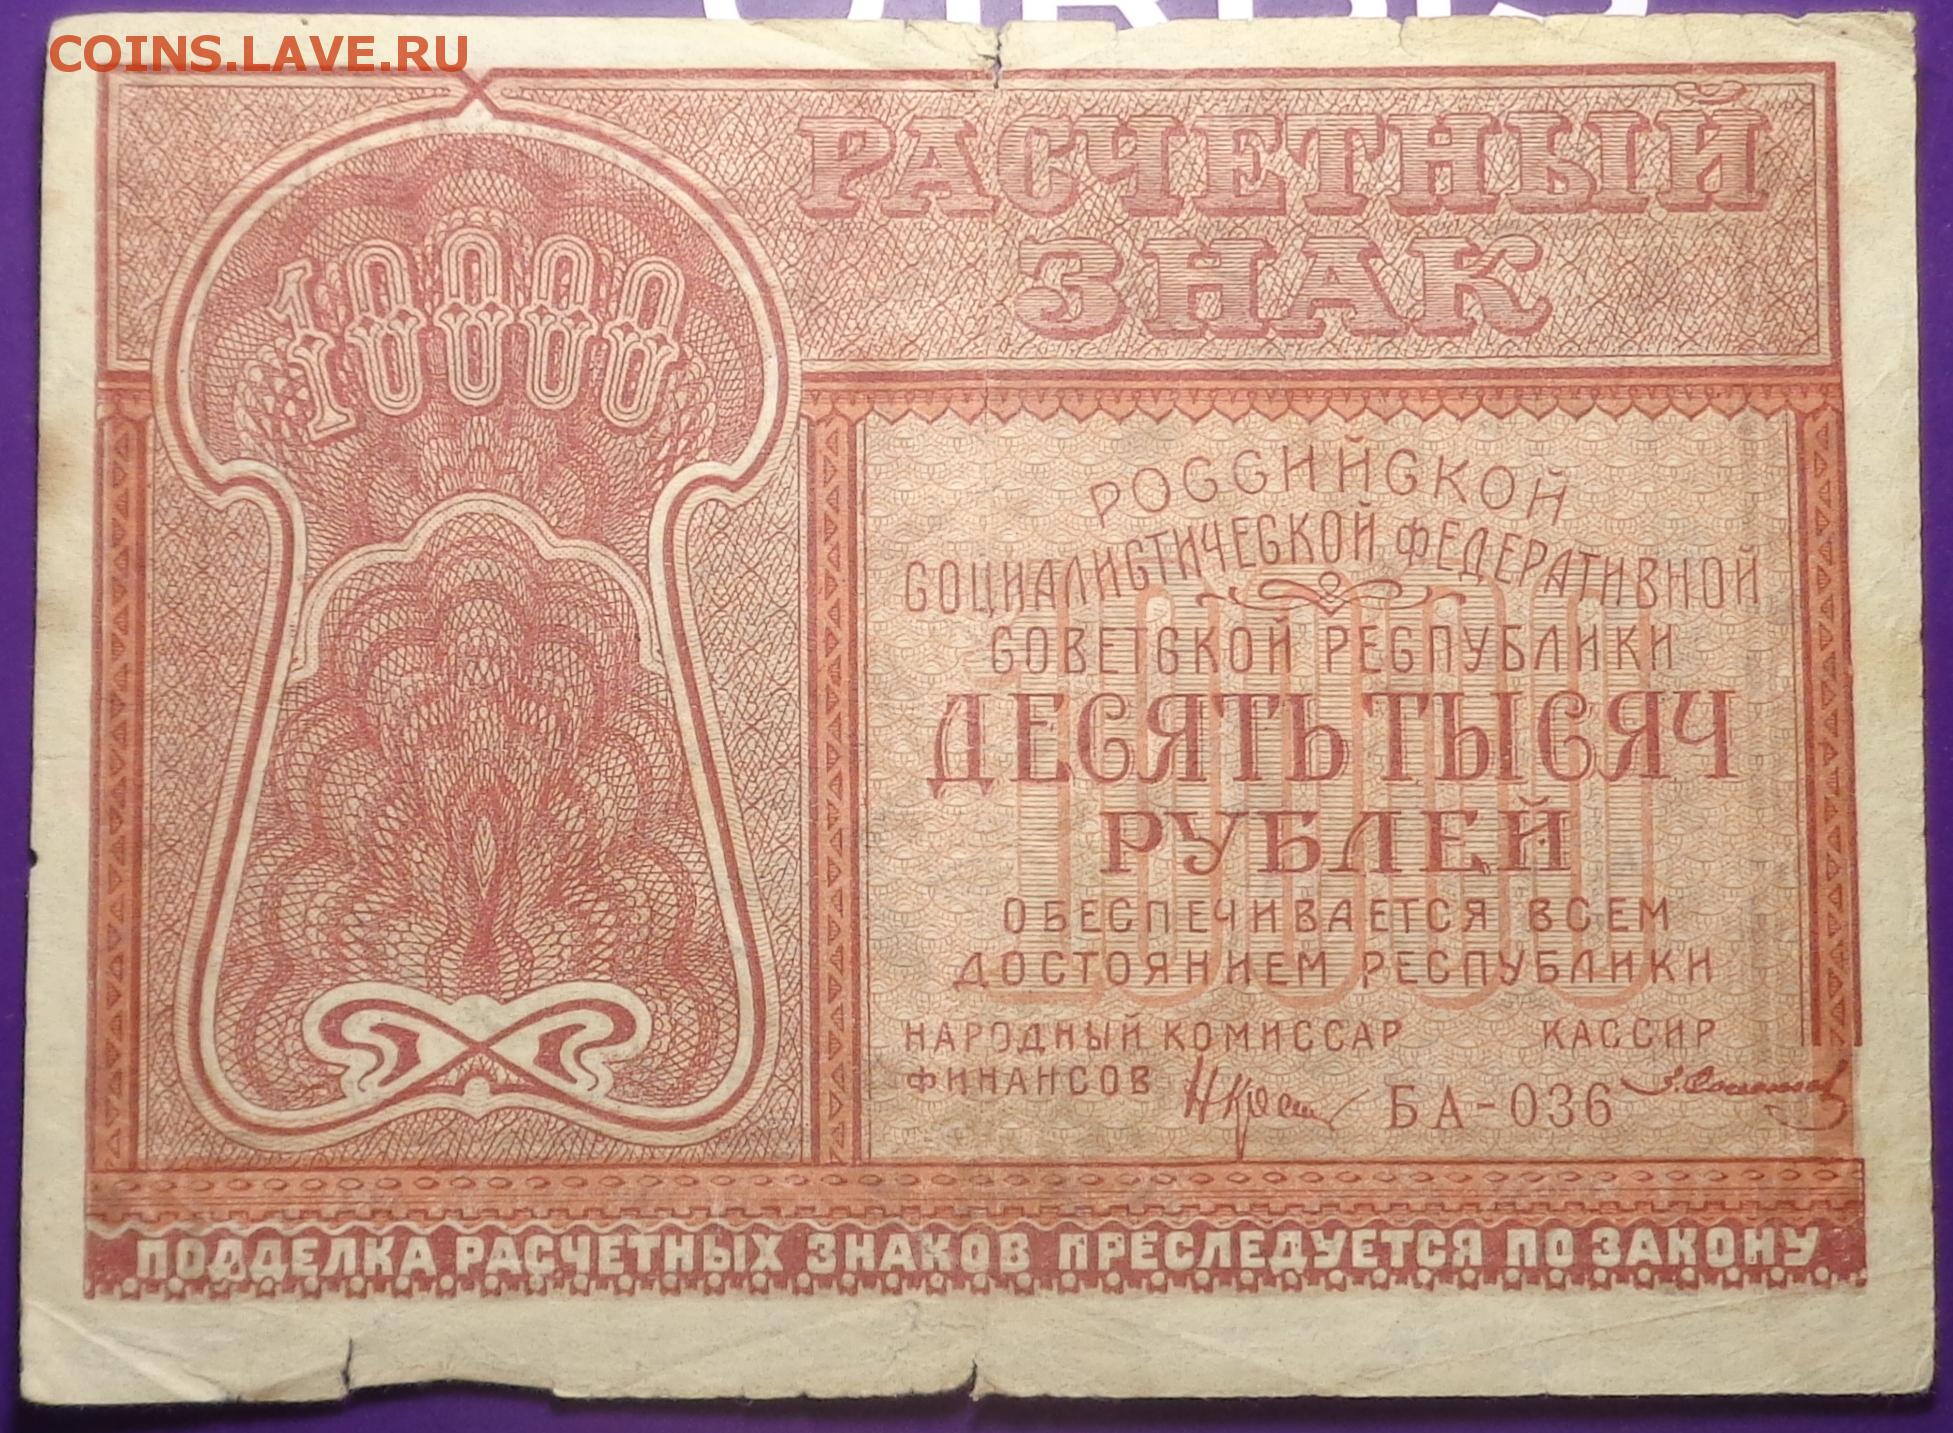 COINS.LAVE.RU
РАСЧЕТНЫЙ
ЗНАК
10000
РОССИЙСКОЙ
СОЦИАЛИСТИЧЕСКОЙ ФЕДЕРАТИВНОЙ
СОВЕТСКОЙ РЕСПУБЛИКИ
10000
ДЕСЯТЬ ТЫСЯЧ
РУБЛЕЙ
ОБЕСПЕЧИВАЕТСЯ ВСЕМ
ДОСТОЯНИЕМ РЕСПУБЛИКИ
НАРОДНЫЙ КОМИССАР КАССИР
ФИНАНСОВ БА-036
ПОДДЕЛКА РАСЧЕТНЫХ ЗНАКОВ ПРЕСЛЕДУЕТСЯ ПО ЗАКОНУ